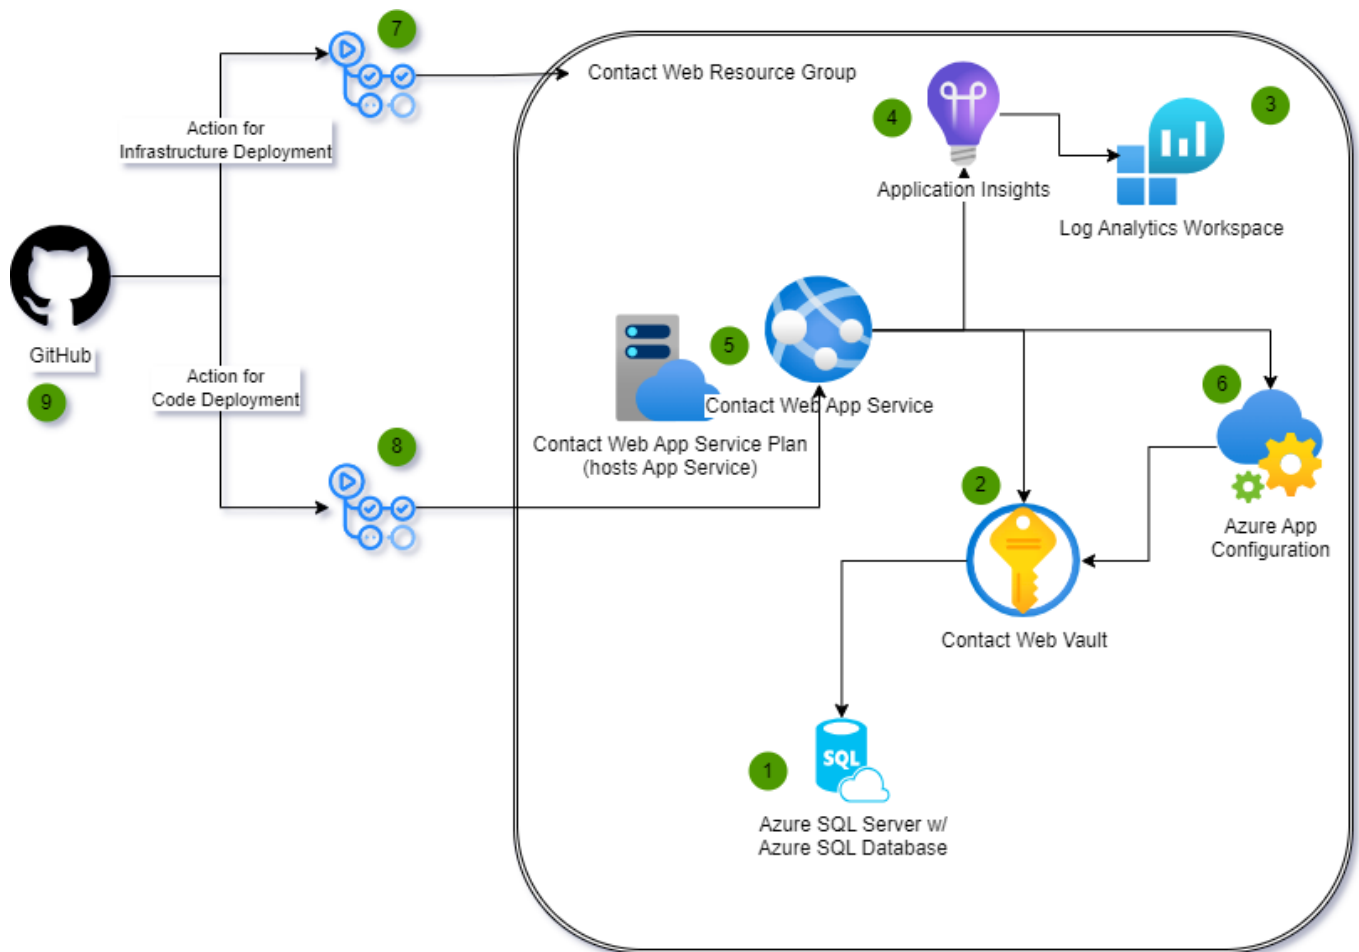 7
Contact Web Resource Group
4
3
Action for
Infrastructure Deployment
Application Insights
Log Analytics Workspace
GitHub
9
5
6
Action for
Code Deployment
Contact Web App Service
Contact Web App Service Plan
(hosts App Service)
8
2
Azure App
Configuration
Contact Web Vault
SQL
1
Azure SQL Server w/
Azure SQL Database